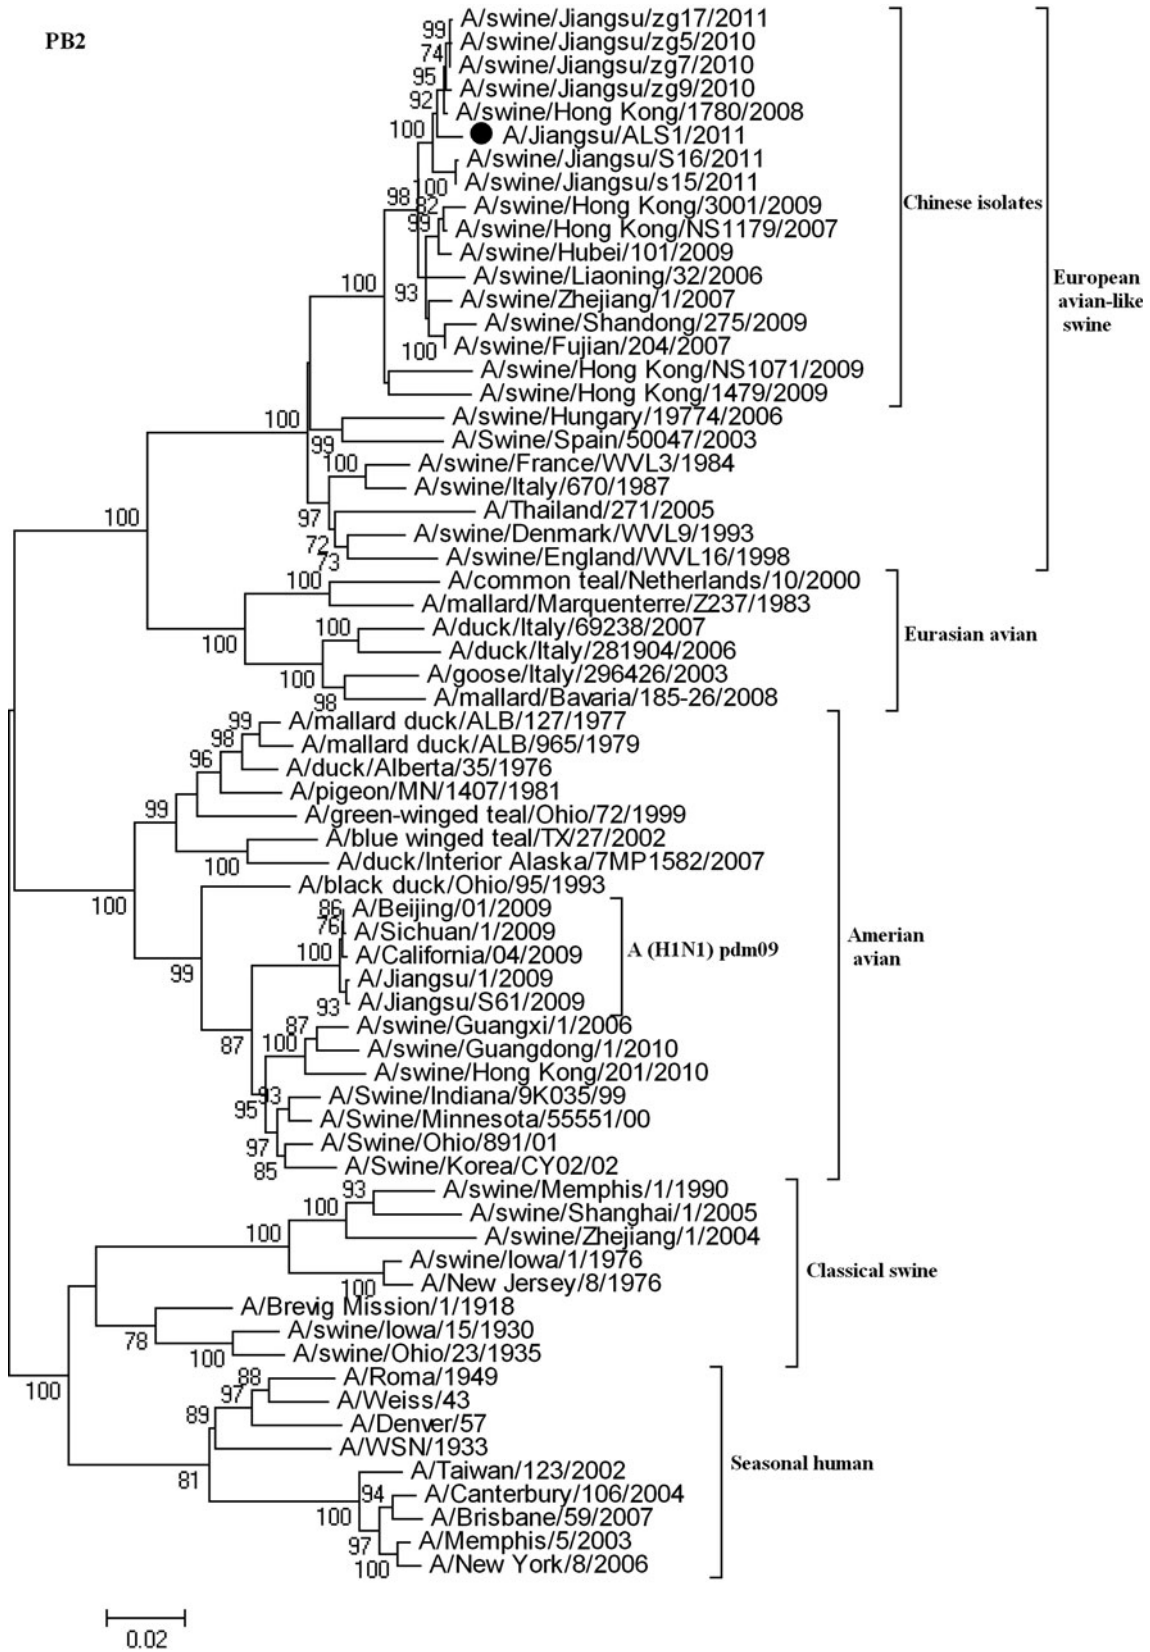 PB2
A/swine/Jiangsu/zg17/2011
99
A/swine/Jiangsu/zg5/2010
74
A/swine/Jiangsu/zg7/2010
95
A/swine/Jiangsu/zg9/2010
92
A/swine/Hong Kong/1780/2008
100
A/Jiangsu/ALS1/2011
A/swine/Jiangsu/S16/2011
100
A/swine/Jiangsu/s15/2011
98
82
A/swine/Hong Kong/3001/2009
Chinese isolates
99
A/swine/Hong Kong/NS1179/2007
A/swine/Hubei/101/2009
A/swine/Liaoning/32/2006
100
93
European
avian-like
swine
A/swine/Zhejiang/1/2007
A/swine/Shandong/275/2009
100
A/swine/Fujian/204/2007
A/swine/Hong Kong/NS1071/2009
A/swine/Hong Kong/1479/2009
100
A/swine/Hungary/19774/2006
99
A/Swine/Spain/50047/2003
100
A/swine/France/WVL3/1984
A/swine/Italy/670/1987
100
97
A/Thailand/271/2005
72
A/swine/Denmark/WVL9/1993
73
A/swine/England/WVL16/1998
100
A/common teal/Netherlands/10/2000
A/mallard/Marquenterre/Z237/1983
100
100
A/duck/Italy/69238/2007
Eurasian avian
A/duck/Italy/281904/2006
100
A/goose/Italy/296426/2003
98
A/mallard/Bavaria/185-26/2008
99
A/mallard duck/ALB/127/1977
98
A/mallard duck/ALB/965/1979
96
A/duck/Alberta/35/1976
A/pigeon/MN/1407/1981
99
A/green-winged teal/Ohio/72/1999
A/blue winged teal/TX/27/2002
100
A/duck/Interior Alaska/7MP1582/2007
100
A/black duck/Ohio/95/1993
86
A/Beijing/01/2009
76
A/Sichuan/1/2009
Amerian
avian
100
A/California/04/2009
A (H1N1) pdm09
99
A/Jiangsu/1/2009
93
A/Jiangsu/S61/2009
87
A/swine/Guangxi/1/2006
87
100
A/swine/Guangdong/1/2010
A/swine/Hong Kong/201/2010
93
A/Swine/Indiana/9K035/99
95
A/Swine/Minnesota/55551/00
97
A/Swine/Ohio/891/01
85
A/Swine/Korea/CY02/02
93
A/swine/Memphis/1/1990
100
A/swine/Shanghai/1/2005
100
A/swine/Zhejiang/1/2004
A/swine/Iowa/1/1976
Classical swine
100
A/New Jersey/8/1976
A/Brevig Mission/1/1918
78
A/swine/Iowa/15/1930
100
A/swine/Ohio/23/1935
100
88
A/Roma/1949
97
A/Weiss/43
89
A/Denver/57
A/WSN/1933
Seasonal human
81
A/Taiwan/123/2002
94
A/Canterbury/106/2004
100
A/Brisbane/59/2007
97
A/Memphis/5/2003
100
A/New York/8/2006
0.02